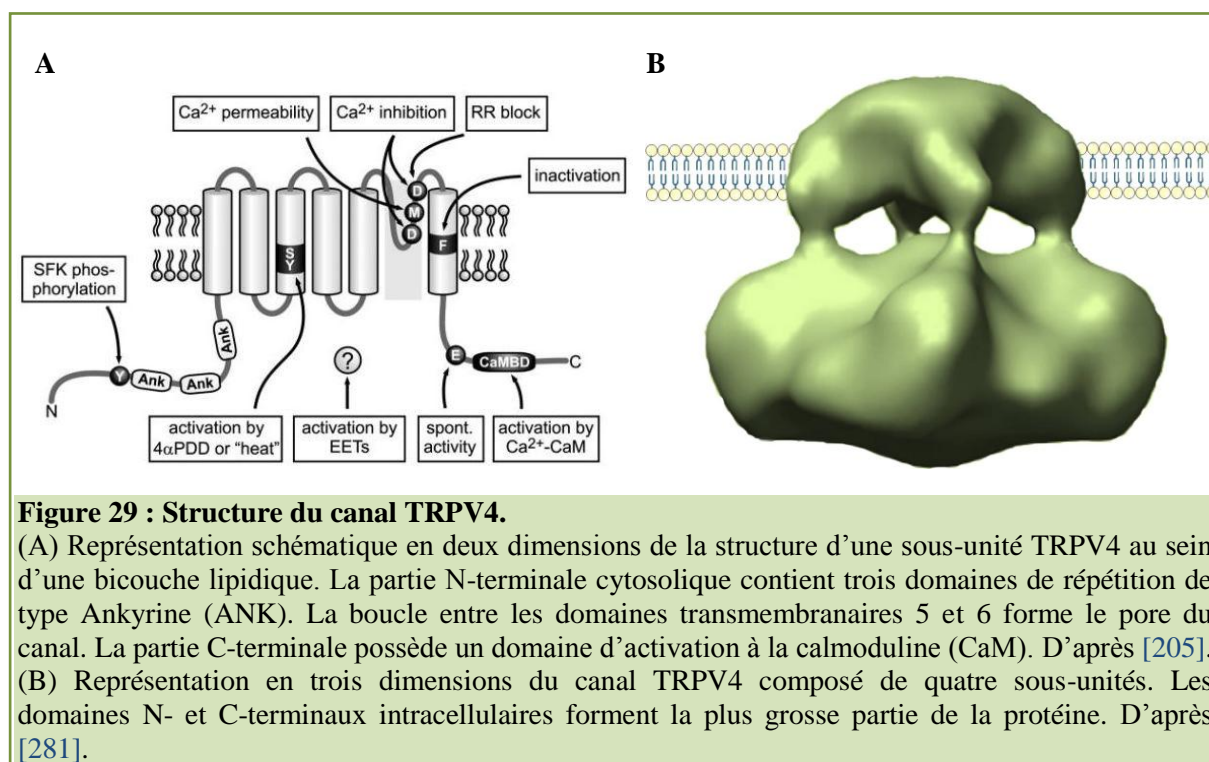 A
B
Ca2+ permeability
Ca2+ inhibition
RR block
inactivation
D
M
D
F
S
Y
SFK phos-
phorylation
Ank
Y
Ank
Ank
?
E
CaMBD
C
N
activation by
4αPDD or "heat"
activation by
EETs
spont.
activity
activation by
Ca2+-CaM
Figure 29 : Structure du canal TRPV4.
(A) Représentation schématique en deux dimensions de la structure d'une sous-unité TRPV4 au sein
d'une bicouche lipidique. La partie N-terminale cytosolique contient trois domaines de répétition de
type Ankyrine (ANK). La boucle entre les domaines transmembranaires 5 et 6 forme le pore du
canal. La partie C-terminale possède un domaine d'activation à la calmoduline (CaM). D'après [205].
(B) Représentation en trois dimensions du canal TRPV4 composé de quatre sous-unités. Les
domaines N- et C-terminaux intracellulaires forment la plus grosse partie de la protéine. D'après
[281].